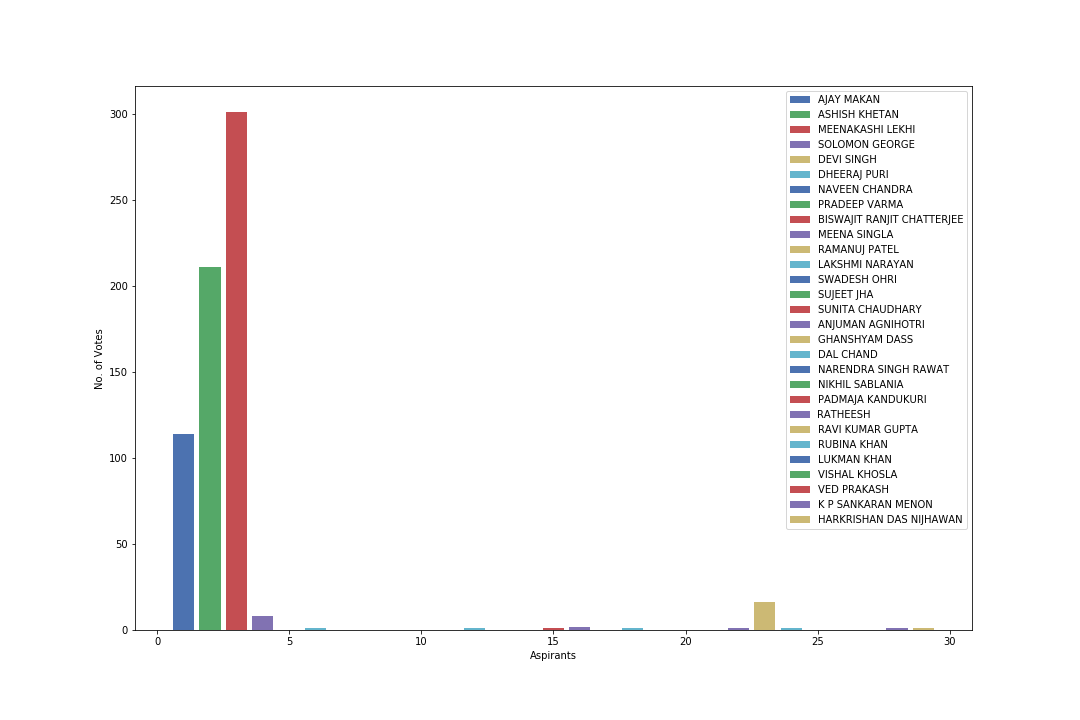 300
250
200
150
100
50
0
No. of Votes
0 5 10 15 20 25 30
Aspirants
AJAY MAKAN
ASHISH KHETAN
MEENAKASHI LEKHI
SOLOMON GEORGE
DEVI SINGH
DHEERAJ PURI
NAVEEN CHANDRA
PRADEEP VARMA
BISWAJIT RANJIT CHATTERJEE
MEENA SINGLA
RAMANUJ PATEL
LAKSHMI NARAYAN
SWADESH OHRI
SUJEET JHA
SUNITA CHAUDHARY
ANJUMAN AGNIHOTRI
GHANSHYAM DASS
DAL CHAND
NARENDRA SINGH RAWAT
NIKHIL SABLANIA
PADMAJA KANDUKURI
RATHEESH
RAVI KUMAR GUPTA
RUBINA KHAN
LUKMAN KHAN
VISHAL KHOSLA
VED PRAKASH
K P SANKARAN MENON
HARKRISHAN DAS NIJHAWAN